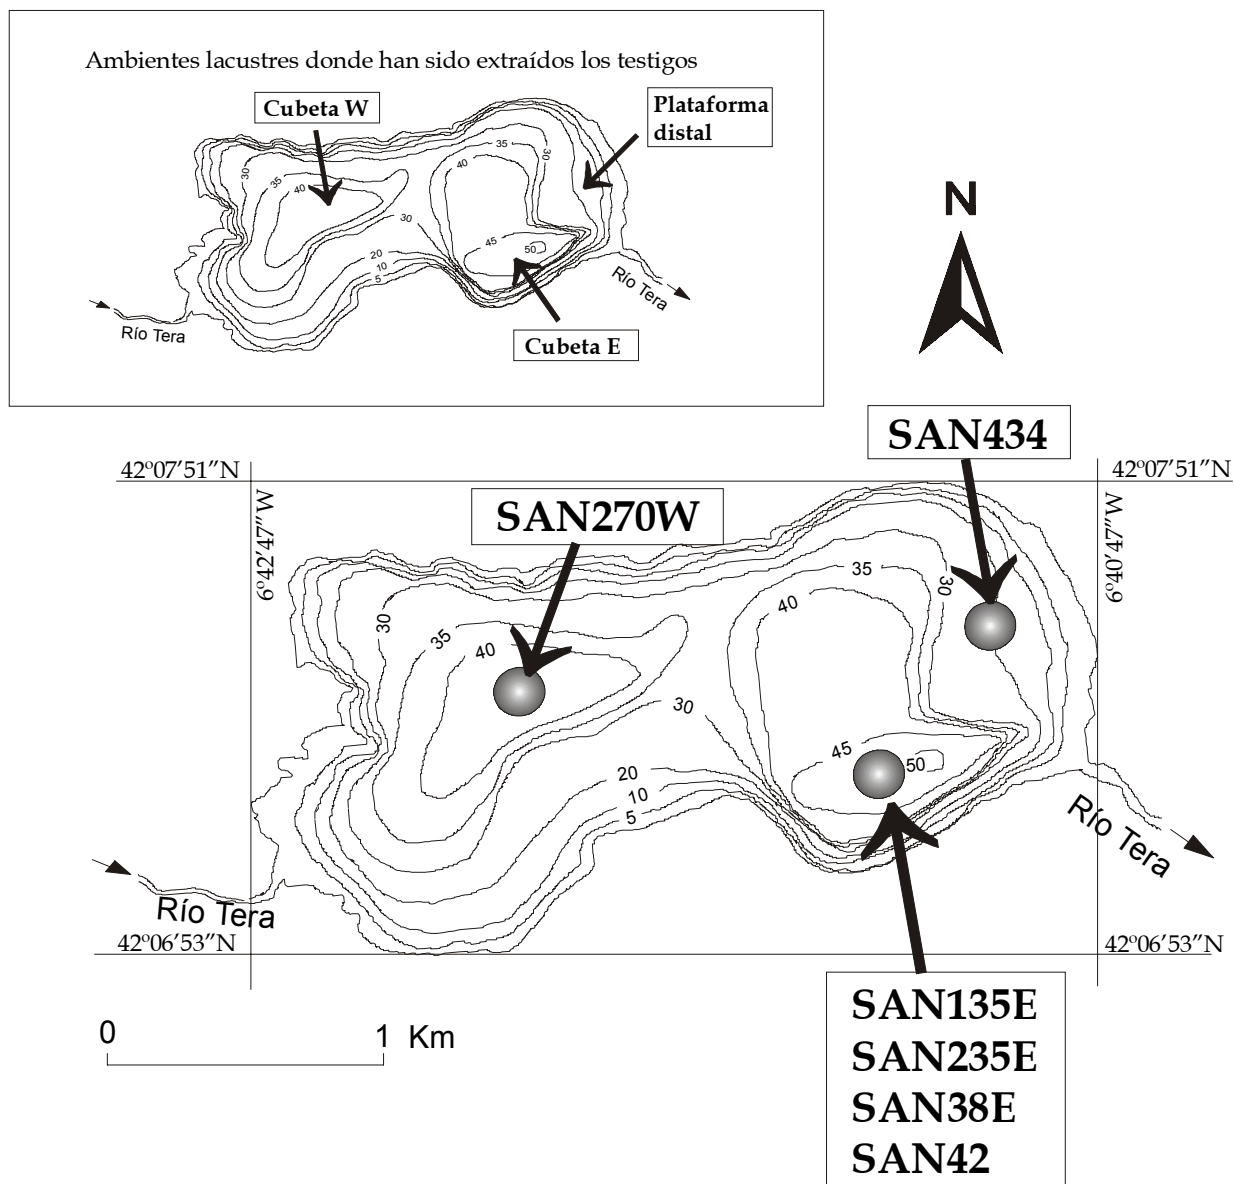 Ambientes lacustres donde han sido extraídos los testigos
Cubeta W
Plataforma
distal
35
40
30
30
35
40
30
45
50
20
10
5
Río Tera
Río Tera
Cubeta E
N
SAN434
42º07'51"N
42º07'51"N
SAN270W
6º42'47"W
6º40'47"W
35
30
40
30
35
40
30
45
50
20
10
5
Río Tera
Río Tera
42º06'53"N
42º06'53"N
SAN135E
SAN235E
SAN38E
SAN42
0
1 Km